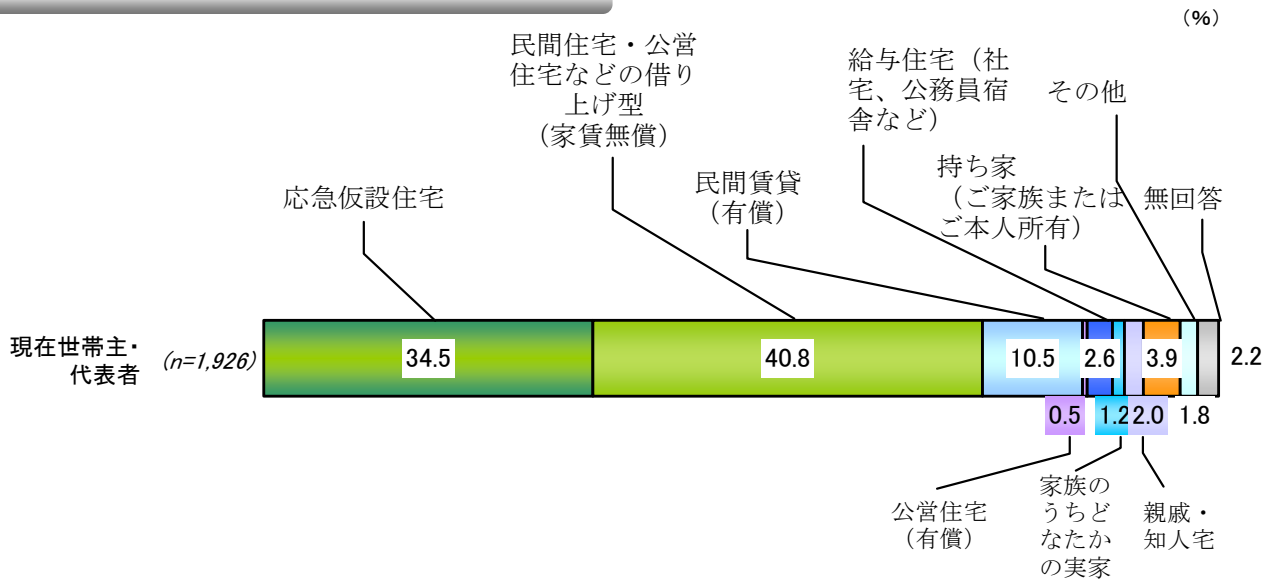 （%）
民間住宅・公営
住宅などの借り
上げ型
（家賃無償）
給与住宅（社
宅、公務員宿
舎など）
その他
応急仮設住宅
民間賃貸
（有償）
持ち家
（ご家族または
ご本人所有）
無回答
現在世帯主・
代表者
(n=1,926)
34.5
40.8
10.5
2.6
3.9
2.2
0.5
1.2
2.0
1.8
公営住宅
（有償）
家族の
うちど
なたか
の実家
親戚・
知人宅